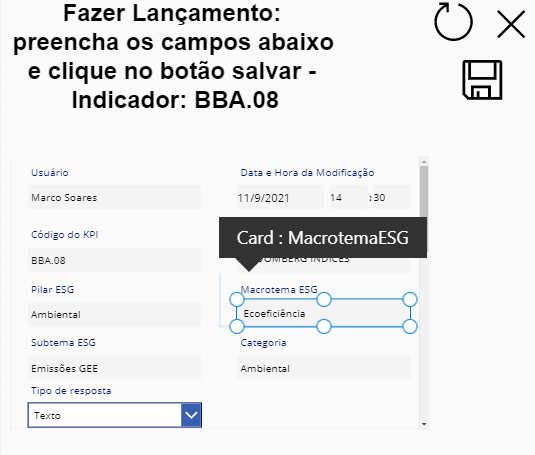 Fazer Lançamento:
preencha os campos abaixo
e clique no botão salvar -
Indicador: BBA.08
Usuário
Data e Hora da Modificação
Marco Soares
11/9/2021
14
:30
Card : MacrotemaESG
Código do KPI
BBA.08
INDICES
Pilar ESG
Macrotema ESG
Ambiental
Ecoeficiência
Subtema ESG
Categoria
Emissões GEE
Ambiental
Tipo de resposta
Texto